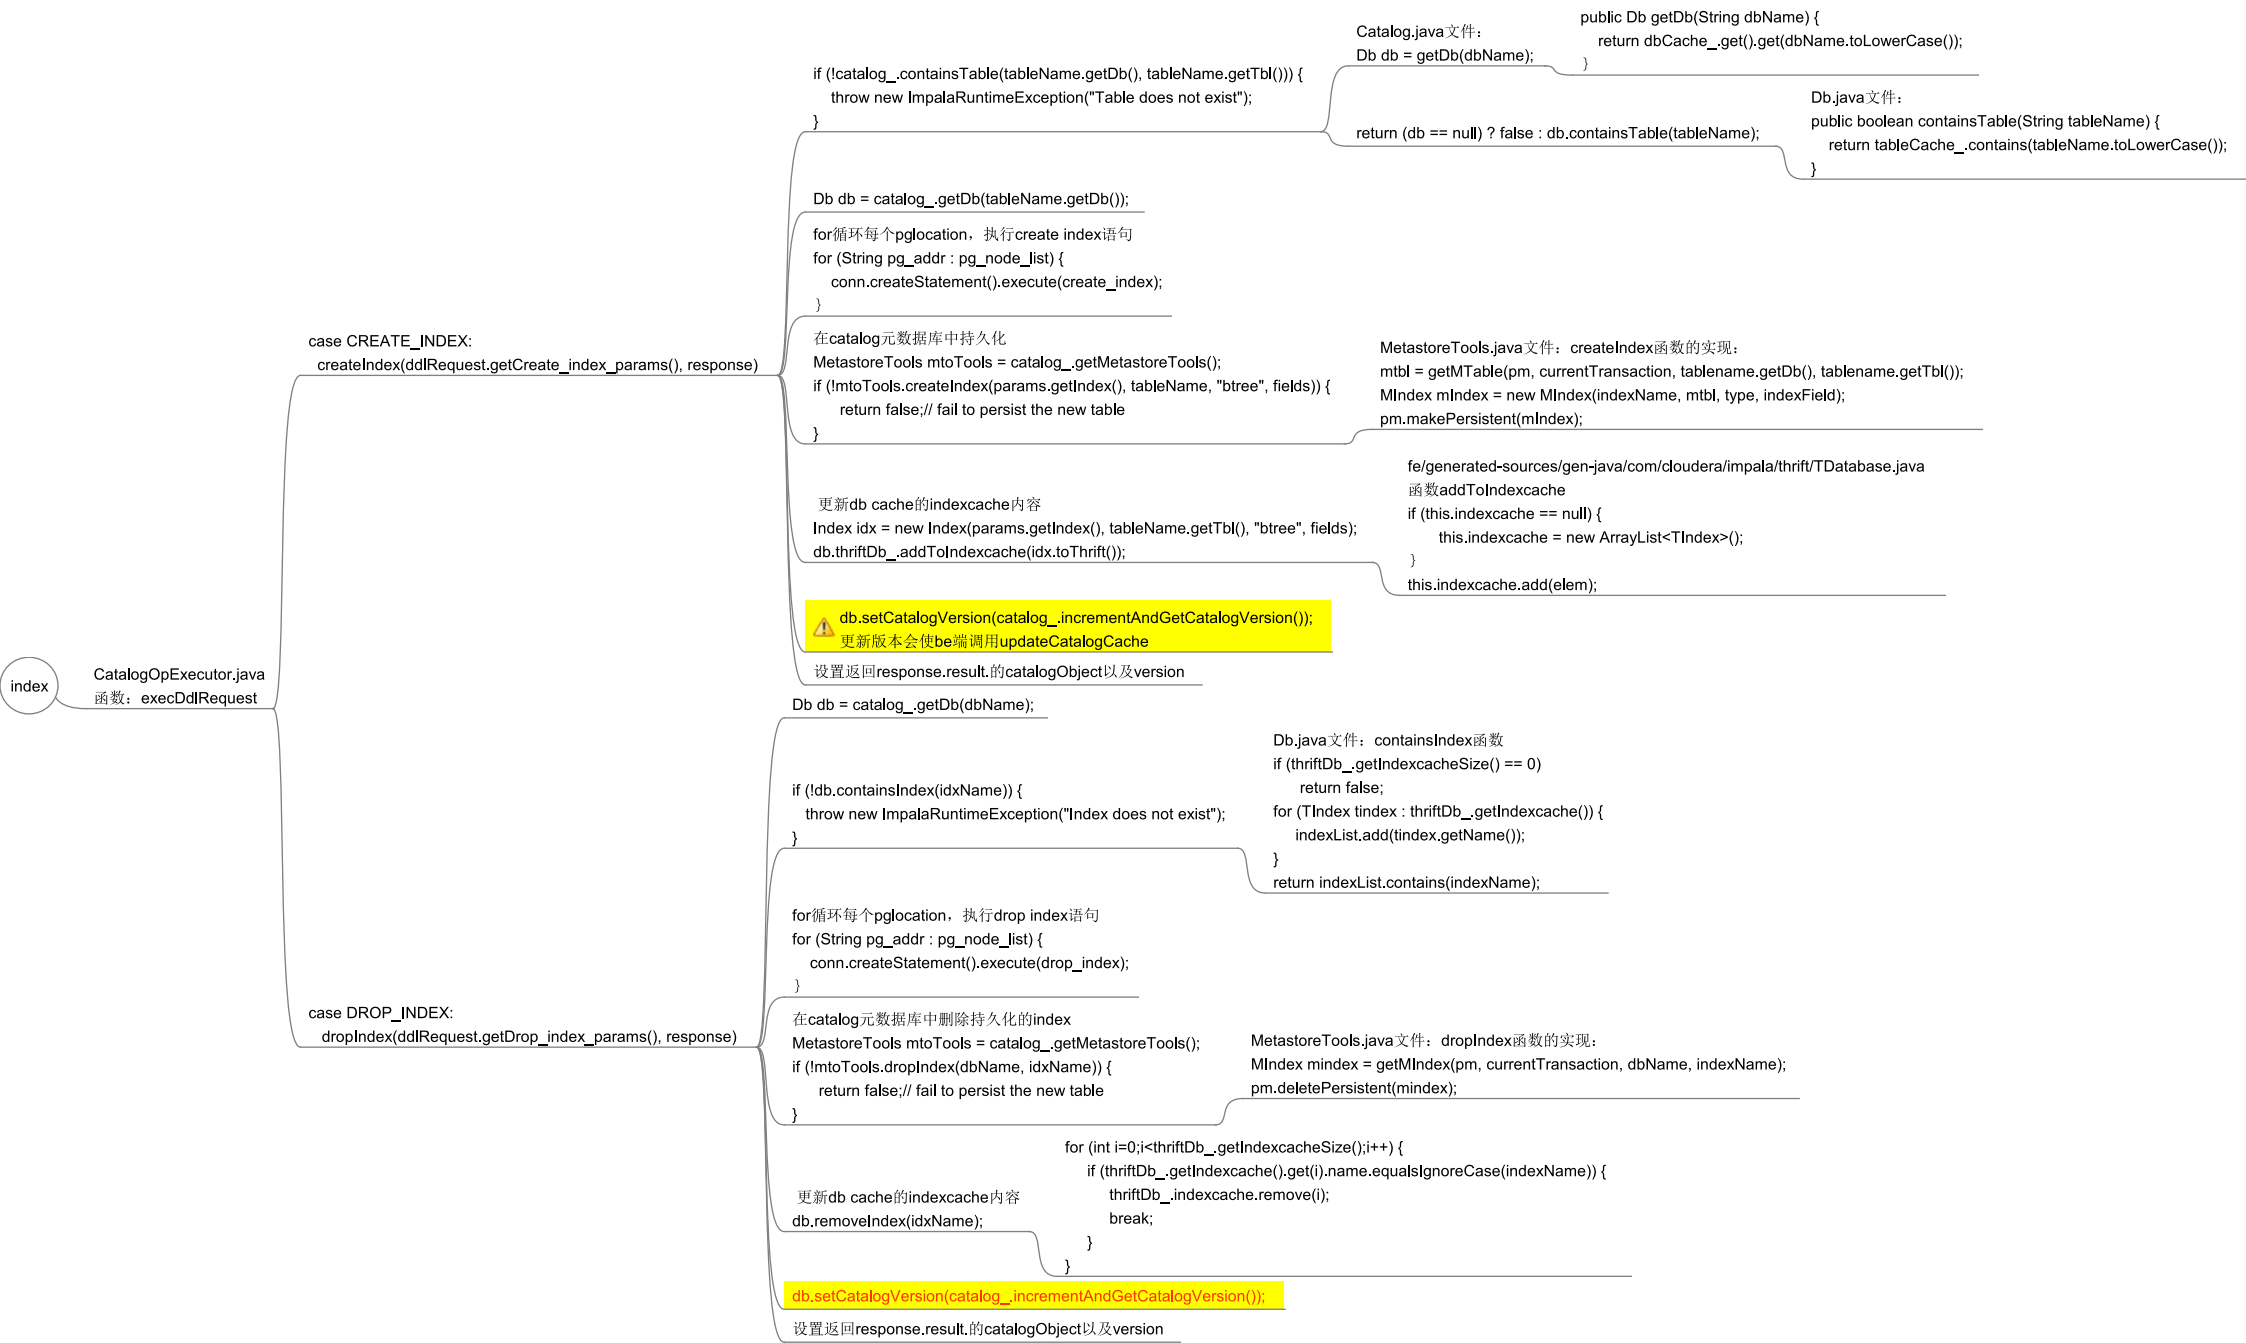 index
CatalogOpExecutor.java
函数：execDdlRequest
case CREATE_INDEX:
createIndex(ddlRequest.getCreate_index_params(), response)
if (!catalog_.containsTable(tableName.getDb(), tableName.getTbl())) {
throw new ImpalaRuntimeException("Table does not exist");
}
Catalog.java文件：
Db db = getDb(dbName);
public Db getDb(String dbName) {
return dbCache_.get().get(dbName.toLowerCase());
}
return (db == null) ? false : db.containsTable(tableName);
Db.java文件：
public boolean containsTable(String tableName) {
return tableCache_.contains(tableName.toLowerCase());
}
Db db = catalog_.getDb(tableName.getDb());
for循环每个pglocation，执行create index语句
for (String pg_addr : pg_node_list) {
conn.createStatement().execute(create_index);
}
在catalog元数据库中持久化
MetastoreTools mtoTools = catalog_.getMetastoreTools();
if (!mtoTools.createIndex(params.getIndex(), tableName, "btree", fields)) {
return false;// fail to persist the new table
}
MetastoreTools.java文件：createIndex函数的实现：
mtbl = getMTable(pm, currentTransaction, tablename.getDb(), tablename.getTbl());
MIndex mIndex = new MIndex(indexName, mtbl, type, indexField);
pm.makePersistent(mIndex);
更新db cache的indexcache内容
Index idx = new Index(params.getIndex(), tableName.getTbl(), "btree", fields);
db.thriftDb_.addToIndexcache(idx.toThrift());
fe/generated-sources/gen-java/com/cloudera/impala/thrift/TDatabase.java
函数addToIndexcache
if (this.indexcache == null) {
this.indexcache = new ArrayList<TIndex>();
}
this.indexcache.add(elem);
db.setCatalogVersion(catalog_.incrementAndGetCatalogVersion());
更新版本会使be端调用updateCatalogCache
设置返回response.result.的catalogObject以及version
case DROP_INDEX:
dropIndex(ddlRequest.getDrop_index_params(), response)
Db db = catalog_.getDb(dbName);
if (!db.containsIndex(idxName)) {
throw new ImpalaRuntimeException("Index does not exist");
}
Db.java文件：containsIndex函数
if (thriftDb_.getIndexcacheSize() == 0)
return false;
for (TIndex tindex : thriftDb_.getIndexcache()) {
indexList.add(tindex.getName());
}
return indexList.contains(indexName);
for循环每个pglocation，执行drop index语句
for (String pg_addr : pg_node_list) {
conn.createStatement().execute(drop_index);
}
在catalog元数据库中删除持久化的index
MetastoreTools mtoTools = catalog_.getMetastoreTools();
if (!mtoTools.dropIndex(dbName, idxName)) {
return false;// fail to persist the new table
}
MetastoreTools.java文件：dropIndex函数的实现：
MIndex mindex = getMIndex(pm, currentTransaction, dbName, indexName);
pm.deletePersistent(mindex);
更新db cache的indexcache内容
db.removeIndex(idxName);
for (int i=0;i<thriftDb_.getIndexcacheSize();i++) {
if (thriftDb_.getIndexcache().get(i).name.equalsIgnoreCase(indexName)) {
thriftDb_.indexcache.remove(i);
break;
}
}
db.setCatalogVersion(catalog_.incrementAndGetCatalogVersion());
设置返回response.result.的catalogObject以及version